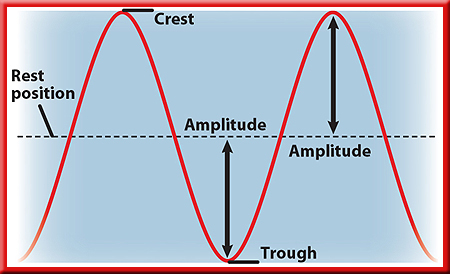 Crest
Rest
position
Amplitude
Amplitude
Trough